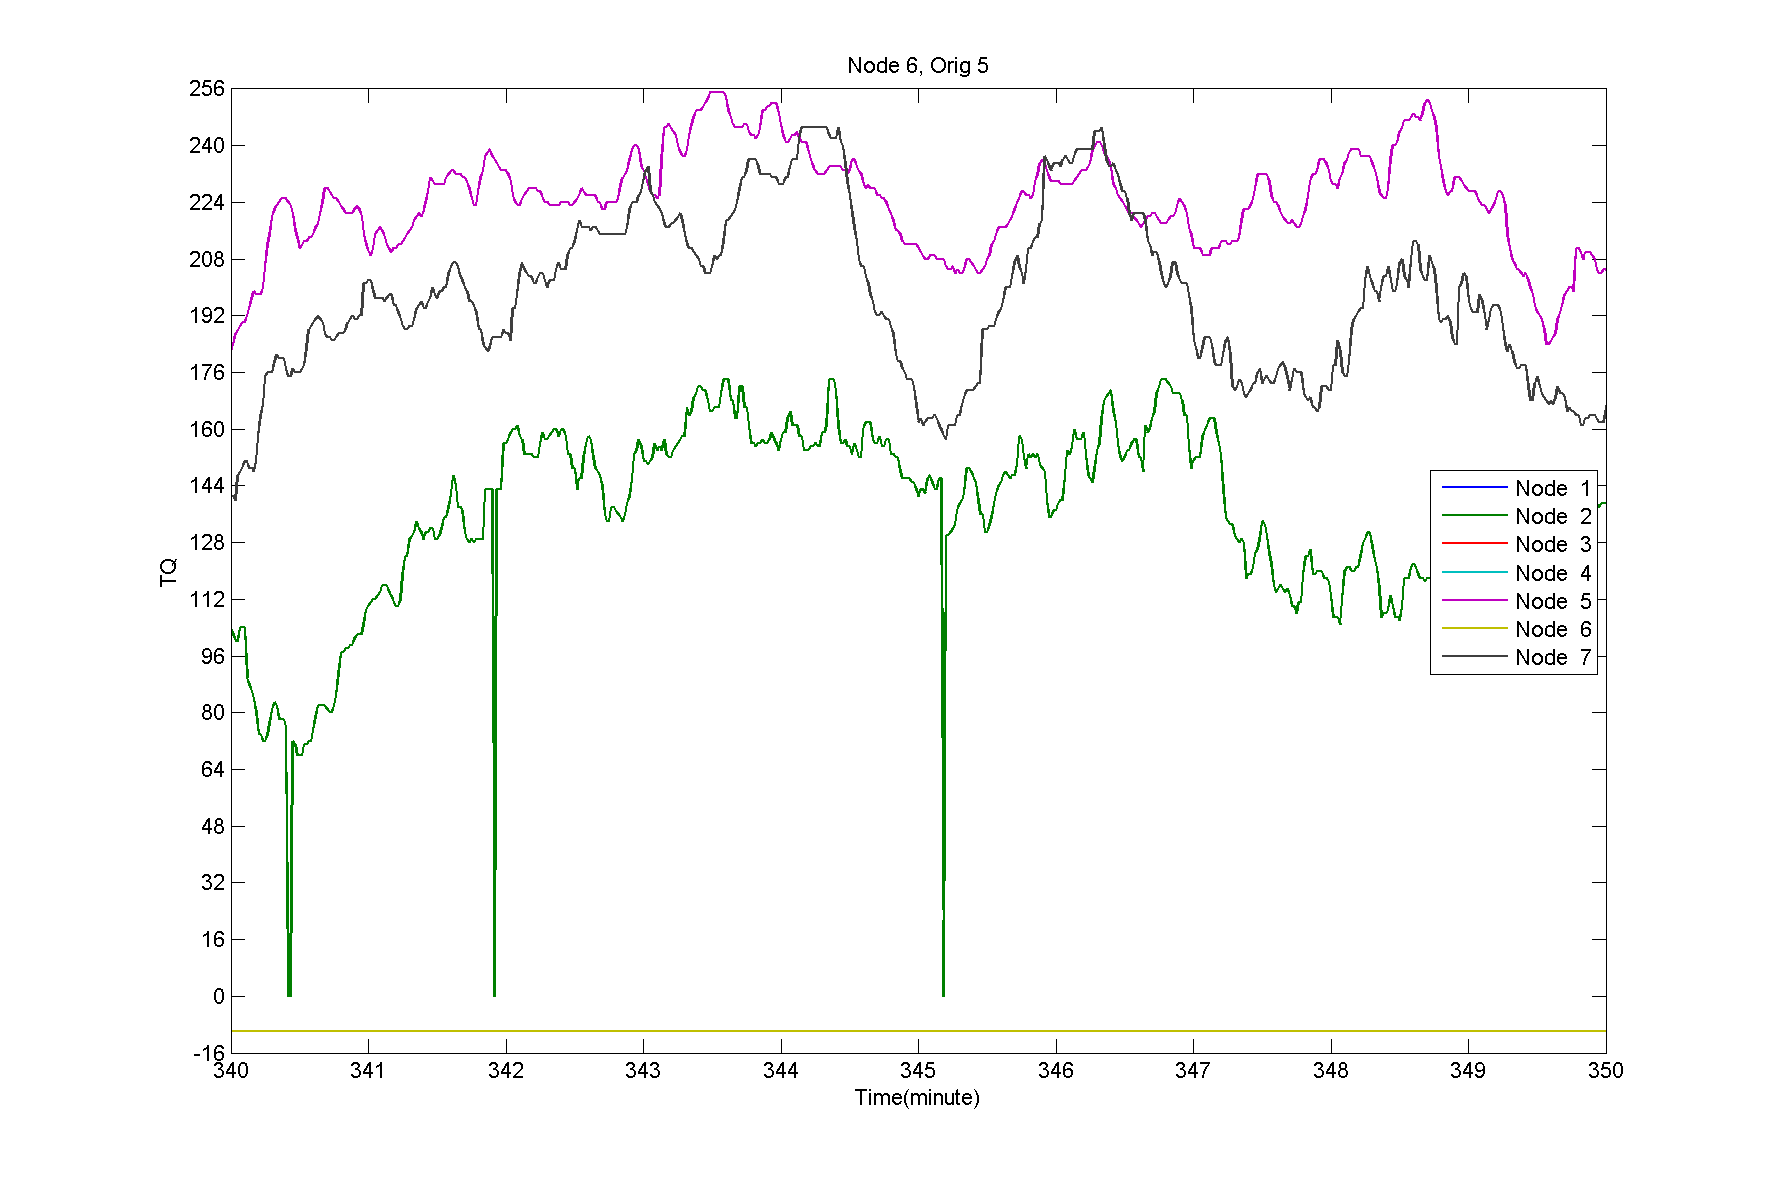 Node 6, Orig 5
256
240
224
208
192
176
160
144
128
112
96
80
64
48
32
16
0
-16
TQ
Node 1
Node 2
Node 3
Node 4
Node 5
Node 6
Node 7
340 341 342 343 344 345 346 347 348 349 350
Time(minute)